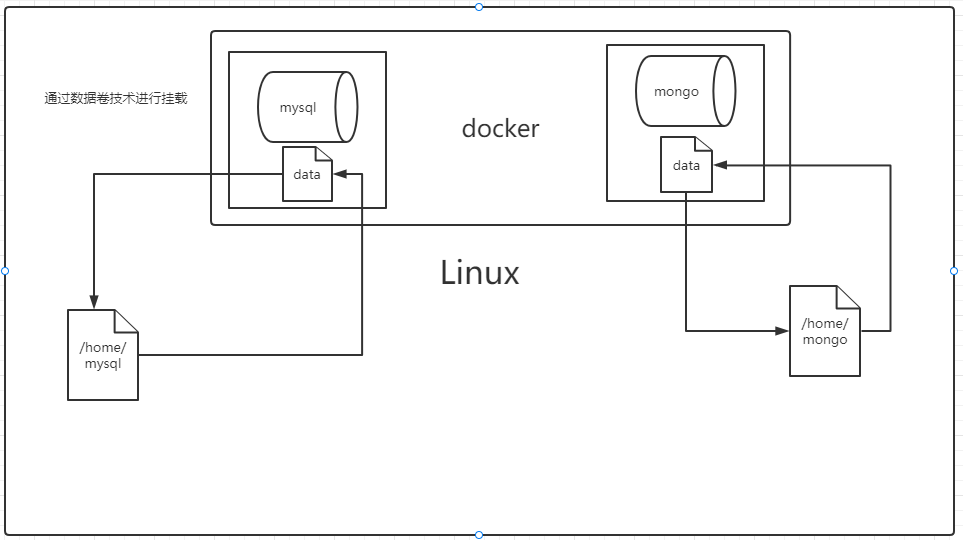 通过数据卷技术进行挂载
mysql
data
docker
mongo
data
Linux
/home/
mysql
/home/
mongo